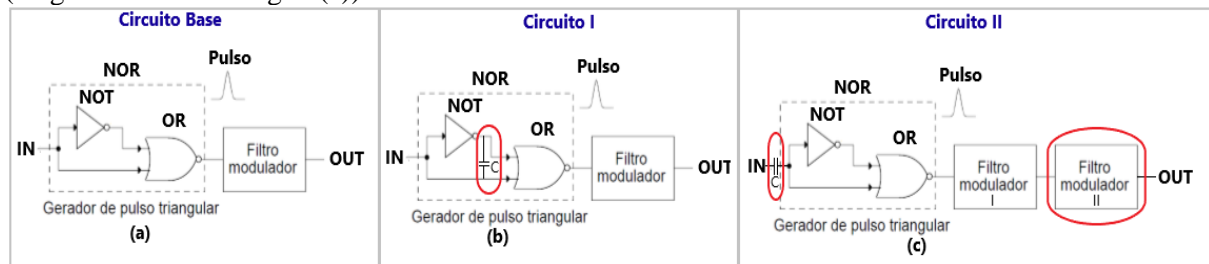 Circuito Base
Pulso
NOR
NOT
OR
IN
Filtro
modulador
OUT
Gerador de pulso triangular
(a)
Circuito I
Pulso
NOR
NOT
OR
IN
C
Filtro
modulador
OUT
Gerador de pulso triangular
(b)
Circuito II
Pulso
NOR
NOT
OR
IN
C
Filtro
modulador
I
Filtro
modulador
II
OUT
Gerador de pulso triangular
(c)